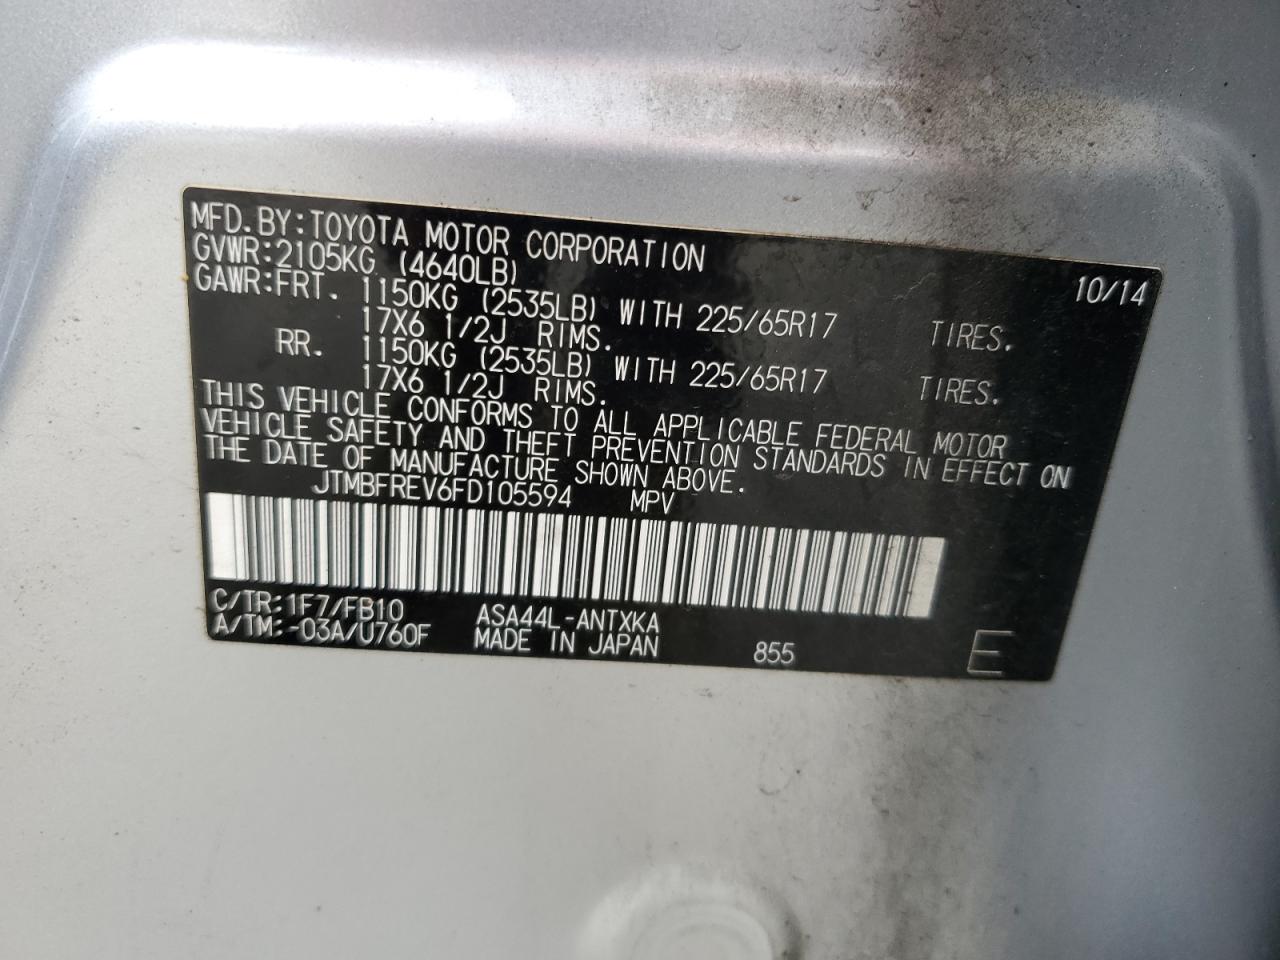 MFD.BY:TOYOTA MOTOR CORPORATION 10/14
GVWR:2105KG (4640LB)
GAWR:FRT. 1150KG (2535LB) WITH 225/65R17 TIRES.
17X6 1/2J RIMS.
RR. 1150KG (2535LB) WITH 225/65R17 TIRES.
17X6 1/2J RIMS.
THIS VEHICLE CONFORMS TO ALL APPLICABLE FEDERAL MOTOR
VEHICLE SAFETY AND THEFT PREVENTION STANDARDS IN EFFECT ON
THE DATE OF MANUFACTURE SHOWN ABOVE.
JTMBFREV6FD105594 MPV
C/TR:1F7/FB10 ASA44L-ANTXKA
A/TM:-03A/U760F MADE IN JAPAN 855 E